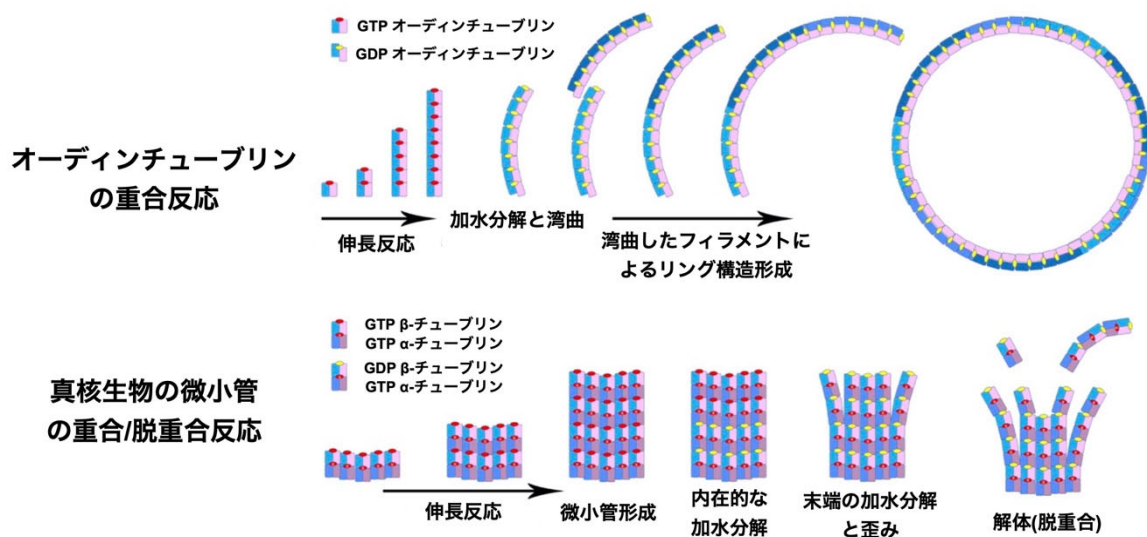 GTP オーディンチューブリン
GDP オーディンチューブリン
オーディンチューブリン
の重合反応
伸長反応
加水分解と湾曲
湾曲したフィラメントに
よるリング構造形成
GTP β-チューブリン
GTP α-チューブリン
GDP β-チューブリン
GTP α-チューブリン
真核生物の微小管
の重合/脱重合反応
伸長反応
微小管形成
内在的な
加水分解
末端の加水分解
と歪み
解体(脱重合)